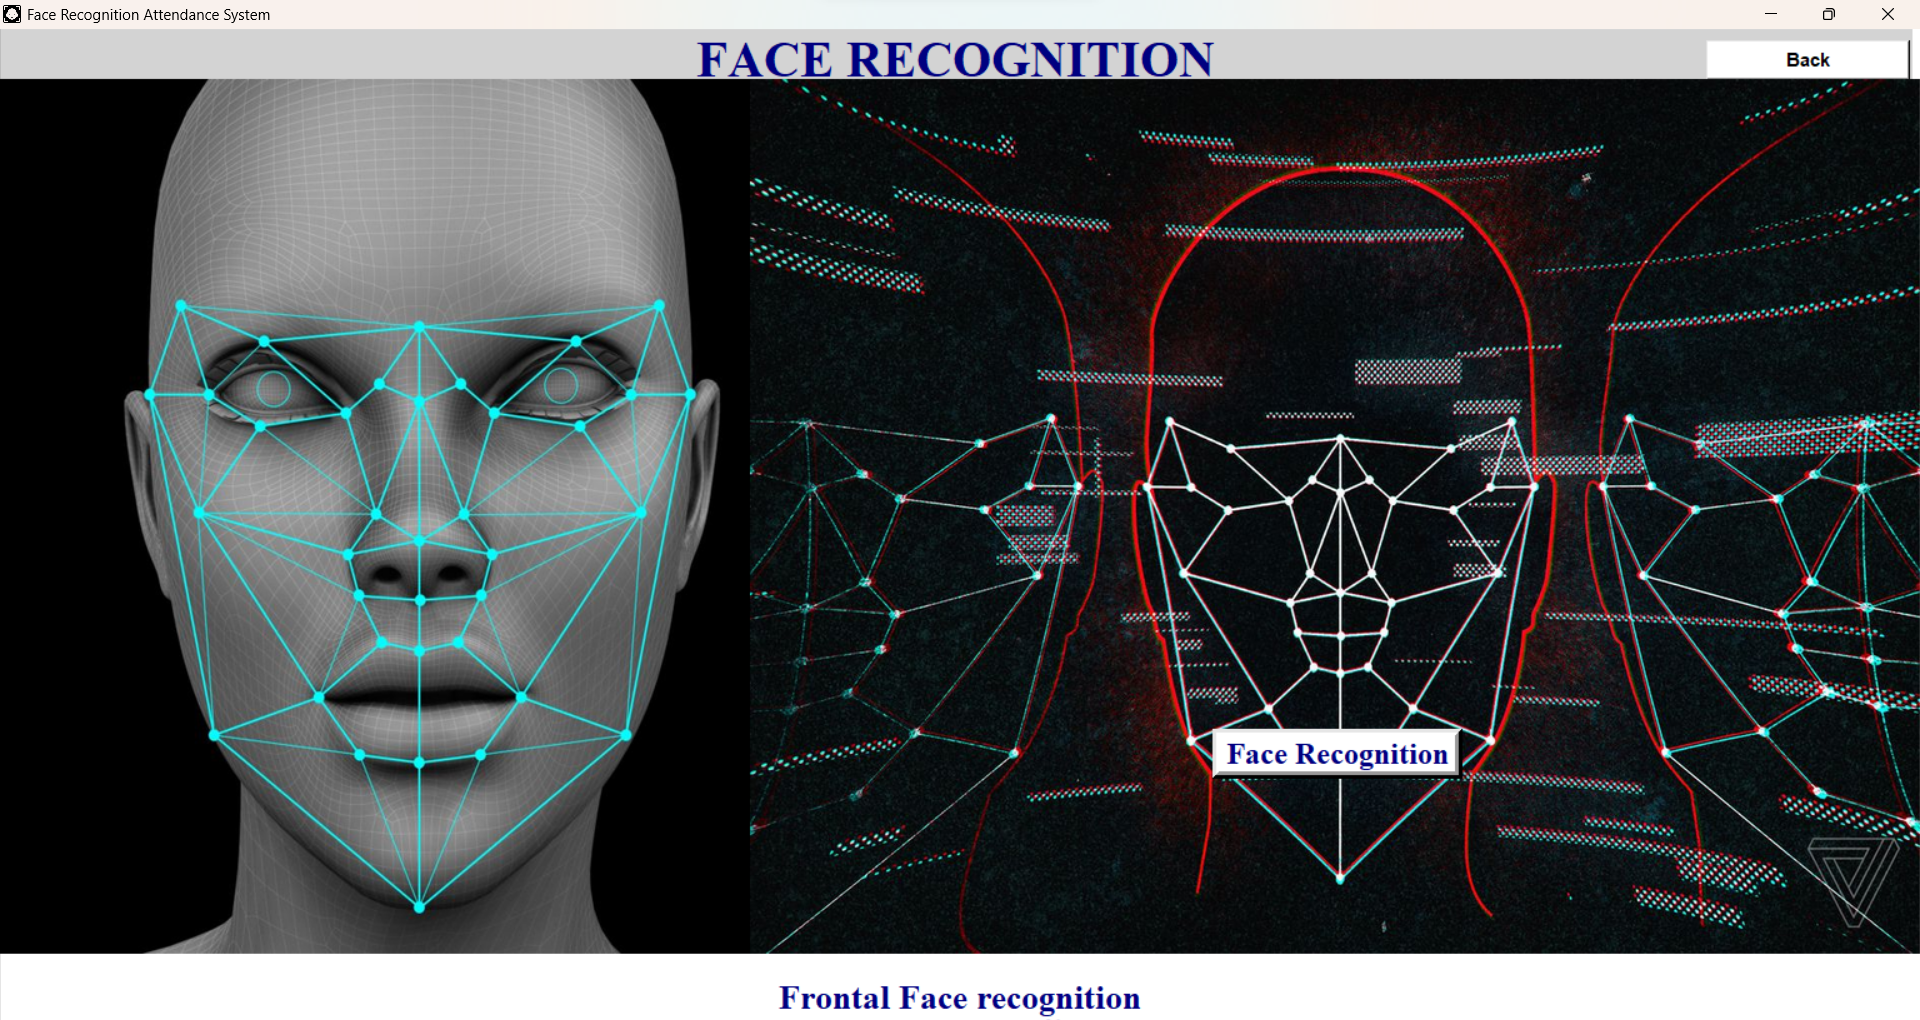 Face Recognition Attendance System
FACE RECOGNITION
Back
Face Recognition
Frontal Face recognition